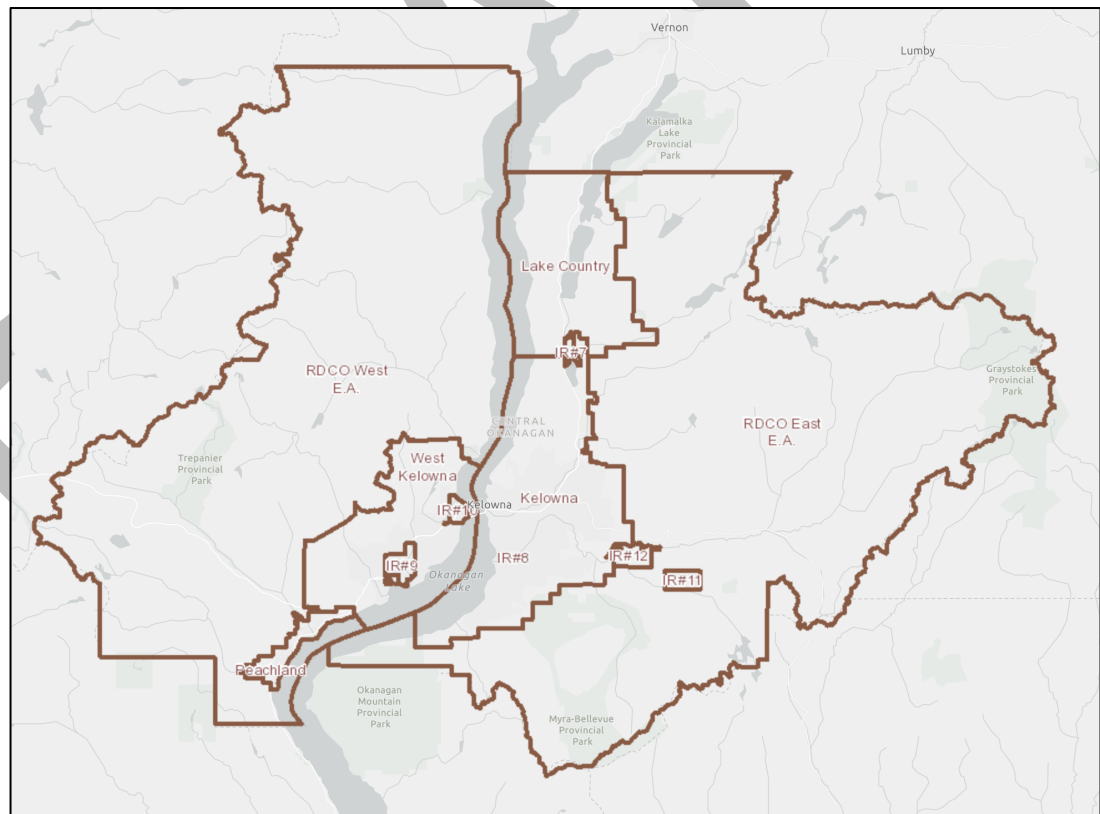 Vernon
Lumby
Kalamalka
Lake
Provincial
Park
Lake Country
IR#7
RDCO West
E.A.
Graystokes
Provincial
Park
CENTRAL
OKANAGAN
RDCO East
E.A.
West
Kelowna
Trepanier
Provincial
Park
Kelowna
IR#10
Kelowna
IR#8
IR#12
IR#9
Okanagan
Lake
IR#11
Peachland
Okanagan
Mountain
Provincial
Park
Myra-Bellevue
Provincial
Park